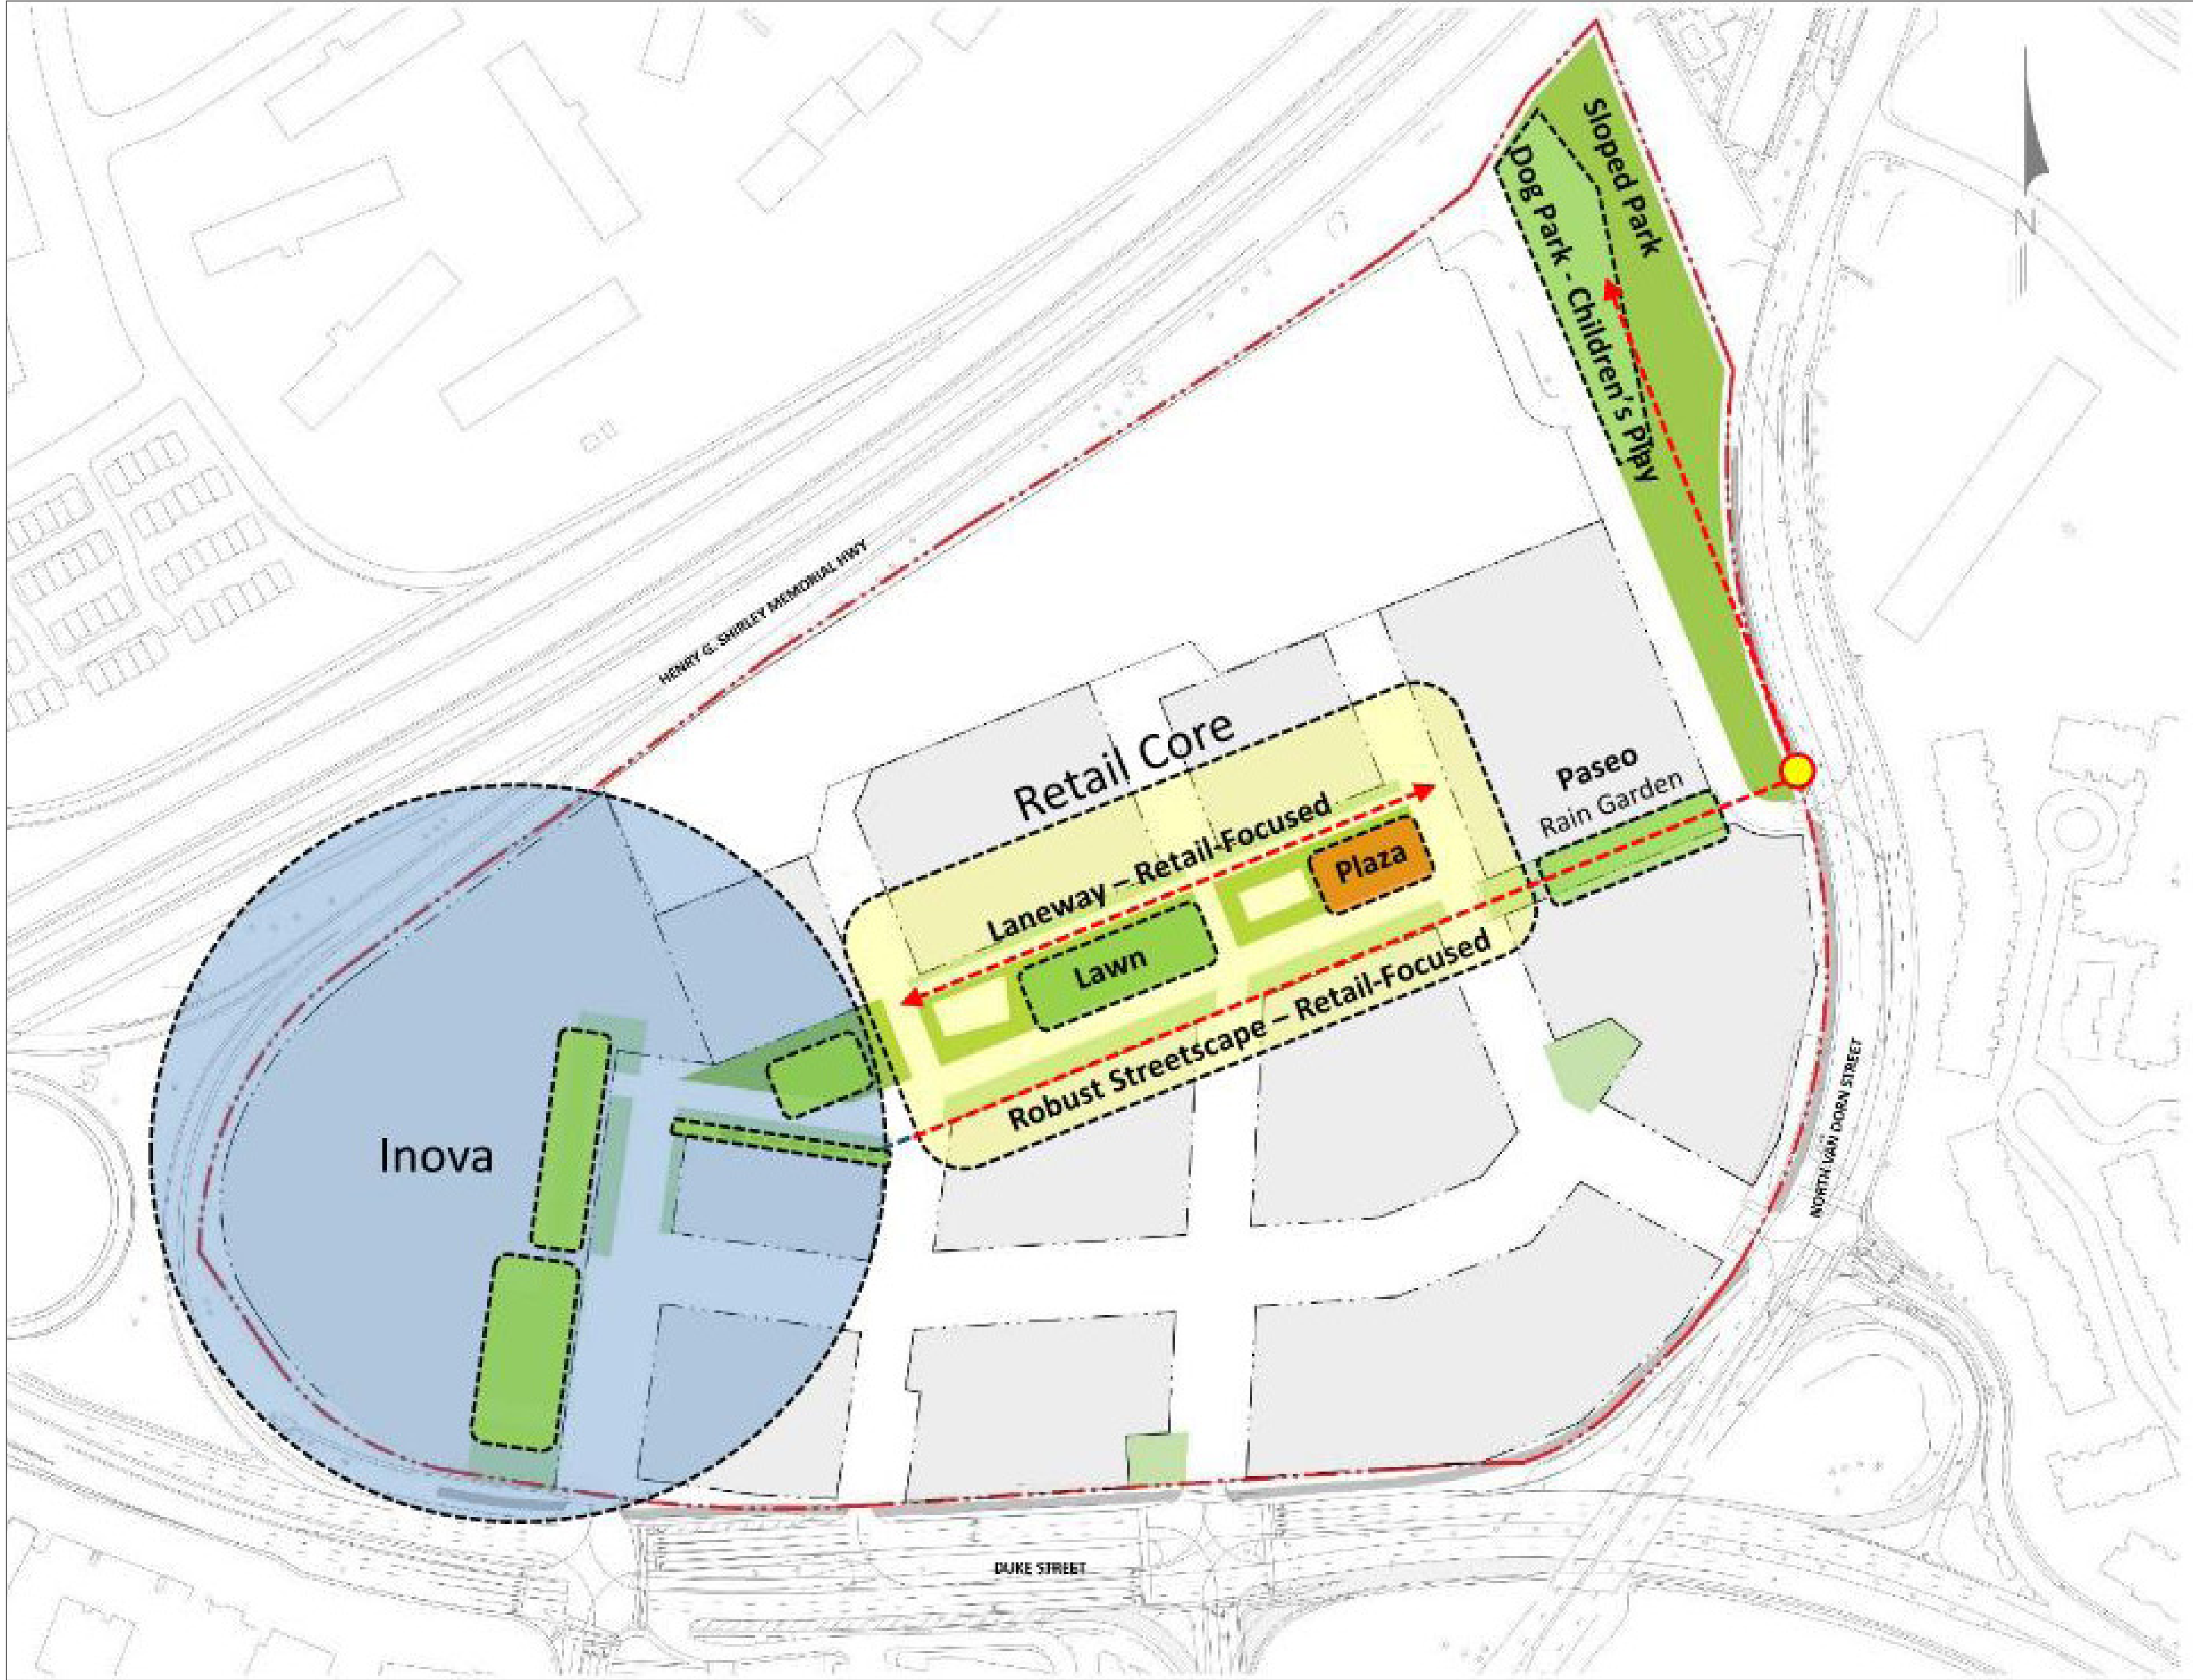 Sloped Park
Dog Park - Children's Play
N
HENRY G. SHIRLEY MEMORIAL HWY
Retail Core
Paseo
Rain Garden
Laneway – Retail-Focused
Plaza
Lawn
Robust Streetscape – Retail-Focused
Inova
NORTH VAN DORN STREET
DUKE STREET